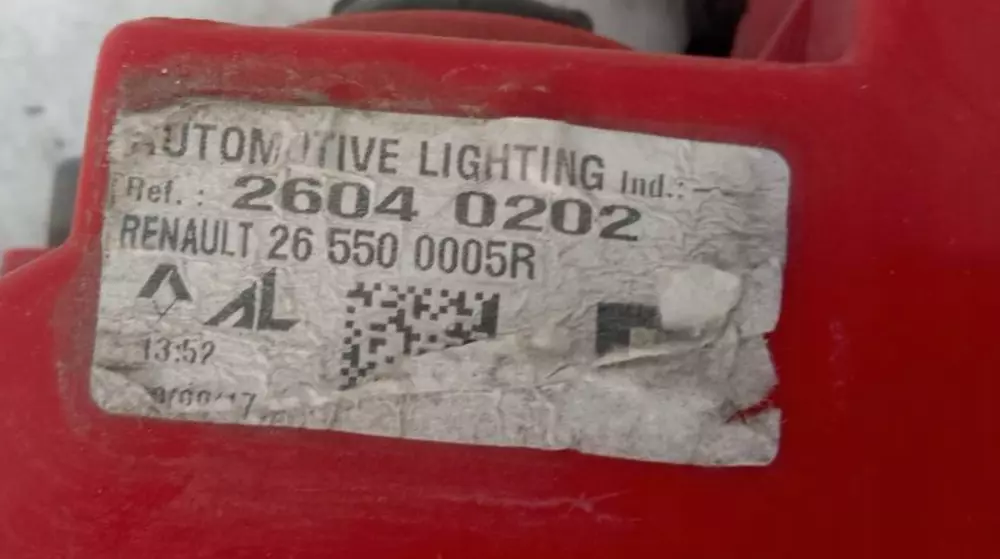 AUTOMOTIVE LIGHTING Ind.:-
Ref.: 2604 0202
RENAULT 26 550 0005R
AL
13:52